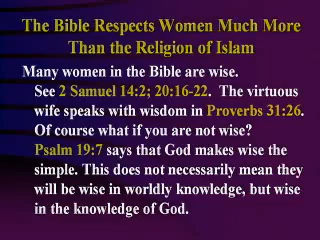 The Bible Respects Women Much More
Than the Religion of Islam
Many women in the Bible are wise.
See 2 Samuel 14:2; 20:16-22. The virtuous
wife speaks with wisdom in Proverbs 31:26.
Of course what if you are not wise?
Psalm 19:7 says that God makes wise the
simple. This does not necessarily mean they
will be wise in worldly knowledge, but wise
in the knowledge of God.